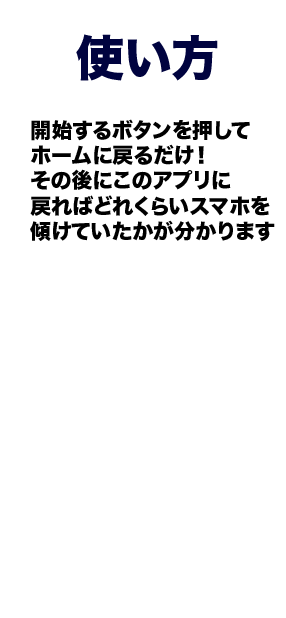 使い方
開始するボタンを押して
ホームに戻るだけ！
その後にこのアプリに
戻ればどれくらいスマホを
傾けていたかが分かります